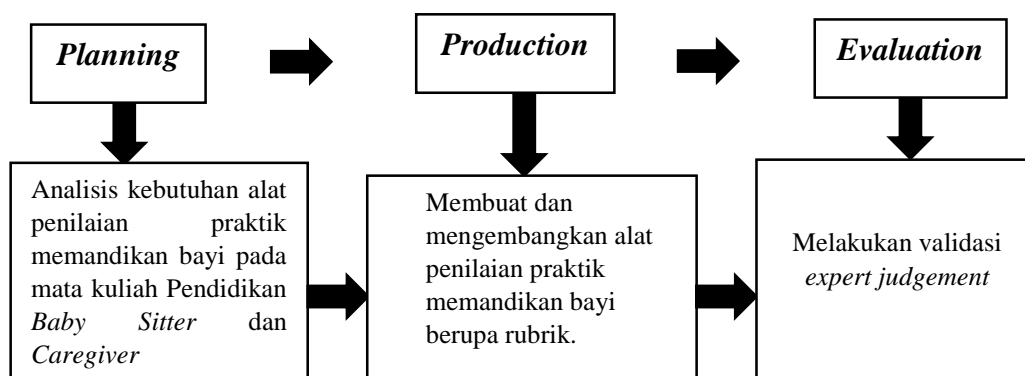 Planning
Production
Evaluation
Analisis kebutuhan alat
penilaian praktik
memandikan bayi pada
mata kuliah Pendidikan
Baby Sitter dan
Caregiver
Membuat dan
mengembangkan alat
penilaian praktik
memandikan bayi
berupa rubrik.
Melakukan validasi
expert judgement